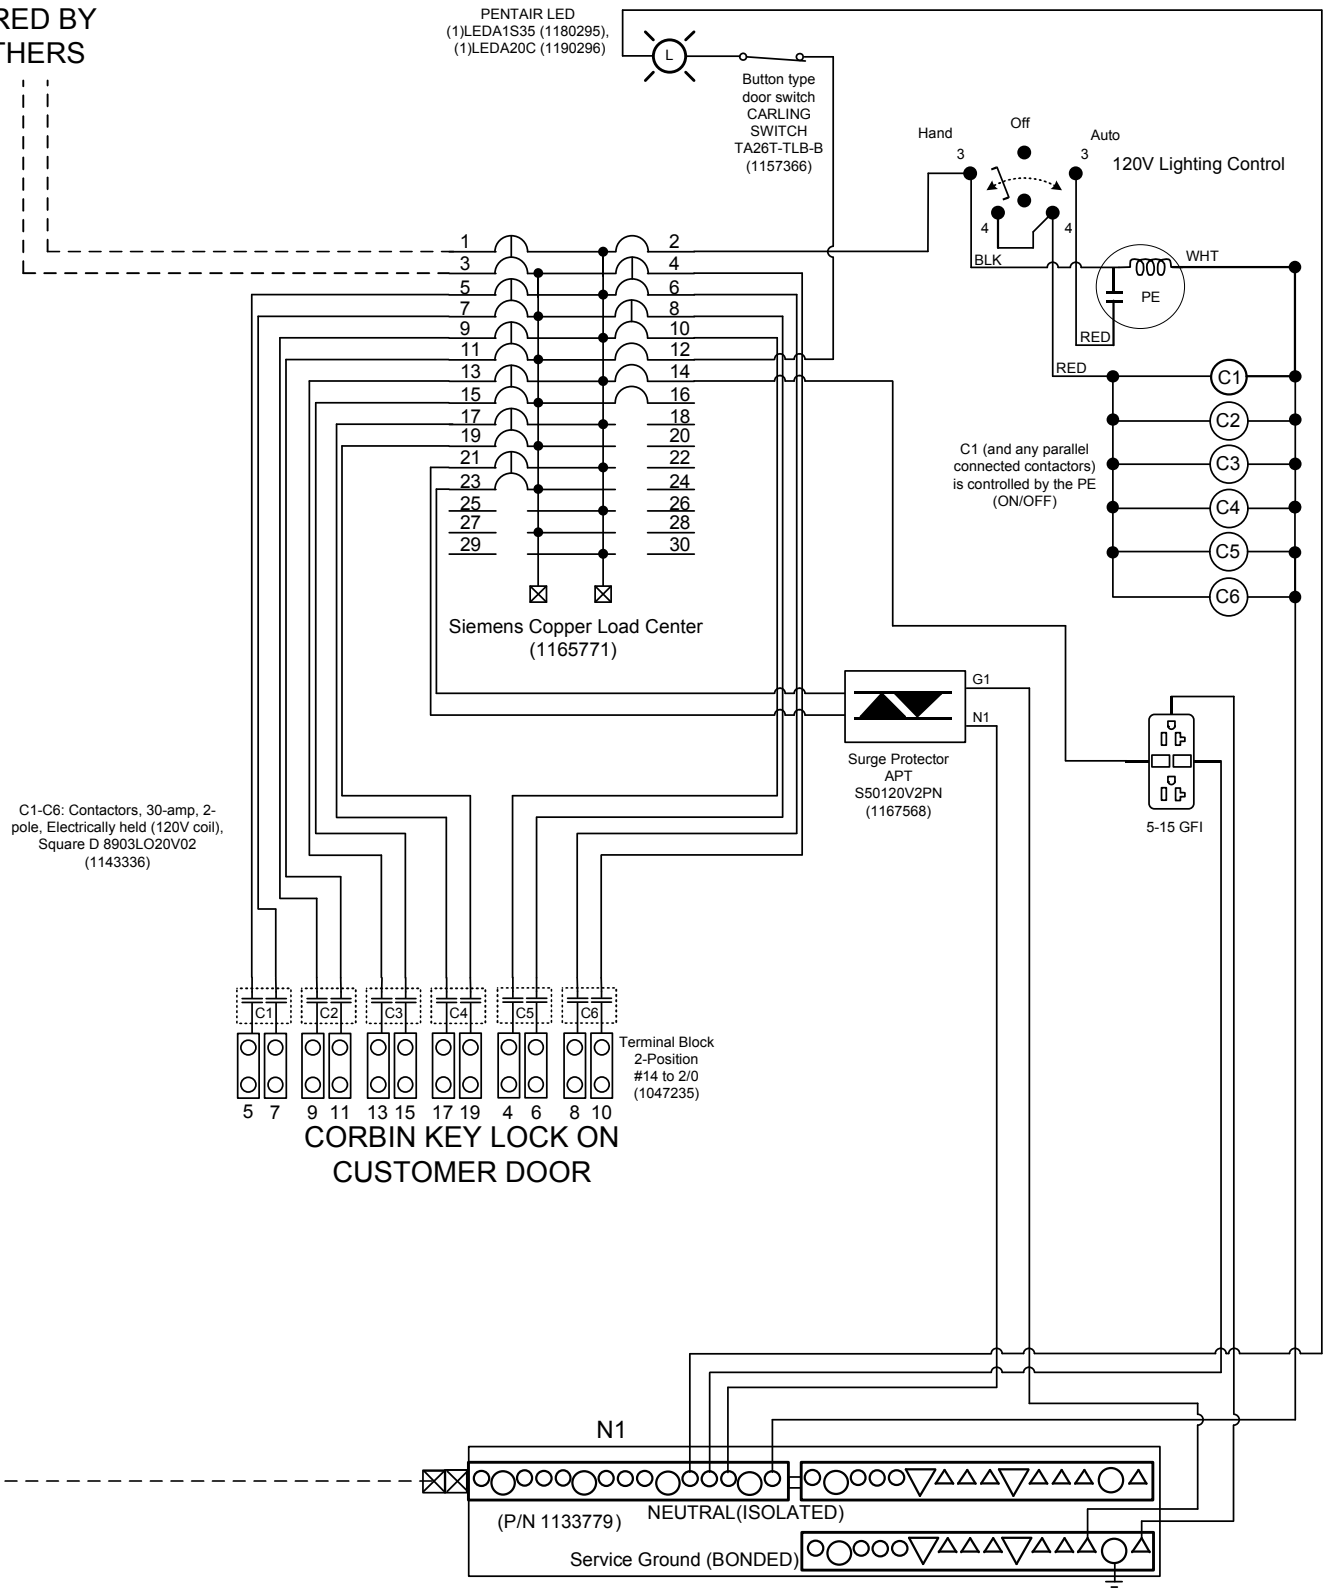 RED BY
THERS
PENTAIR LED
(1)LEDA1S35 (1180295),
(1)LEDA20C (1190296)
L
Button type
door switch
CARLING
SWITCH
TA26T-TLB-B
(1157366)
Hand
Off
Auto
3
3
4
4
120V Lighting Control
BLK
WHT
PE
RED
RED
C1
C2
C3
C4
C5
C6
C1 (and any parallel
connected contactors)
is controlled by the PE
(ON/OFF)
1 2
3 4
5 6
7 8
9 10
11 12
13 14
15 16
17 18
19 20
21 22
23 24
25 26
27 28
29 30
Siemens Copper Load Center
(1165771)
G1
N1
Surge Protector
APT
S50120V2PN
(1167568)
5-15 GFI
C1-C6: Contactors, 30-amp, 2-
pole, Electrically held (120V coil),
Square D 8903LO20V02
(1143336)
C1 C2 C3 C4 C5 C6
Terminal Block
2-Position
#14 to 2/0
(1047235)
5 7 9 11 13 15 17 19 4 6 8 10
CORBIN KEY LOCK ON
CUSTOMER DOOR
N1
(P/N 1133779)
NEUTRAL(ISOLATED)
Service Ground (BONDED)